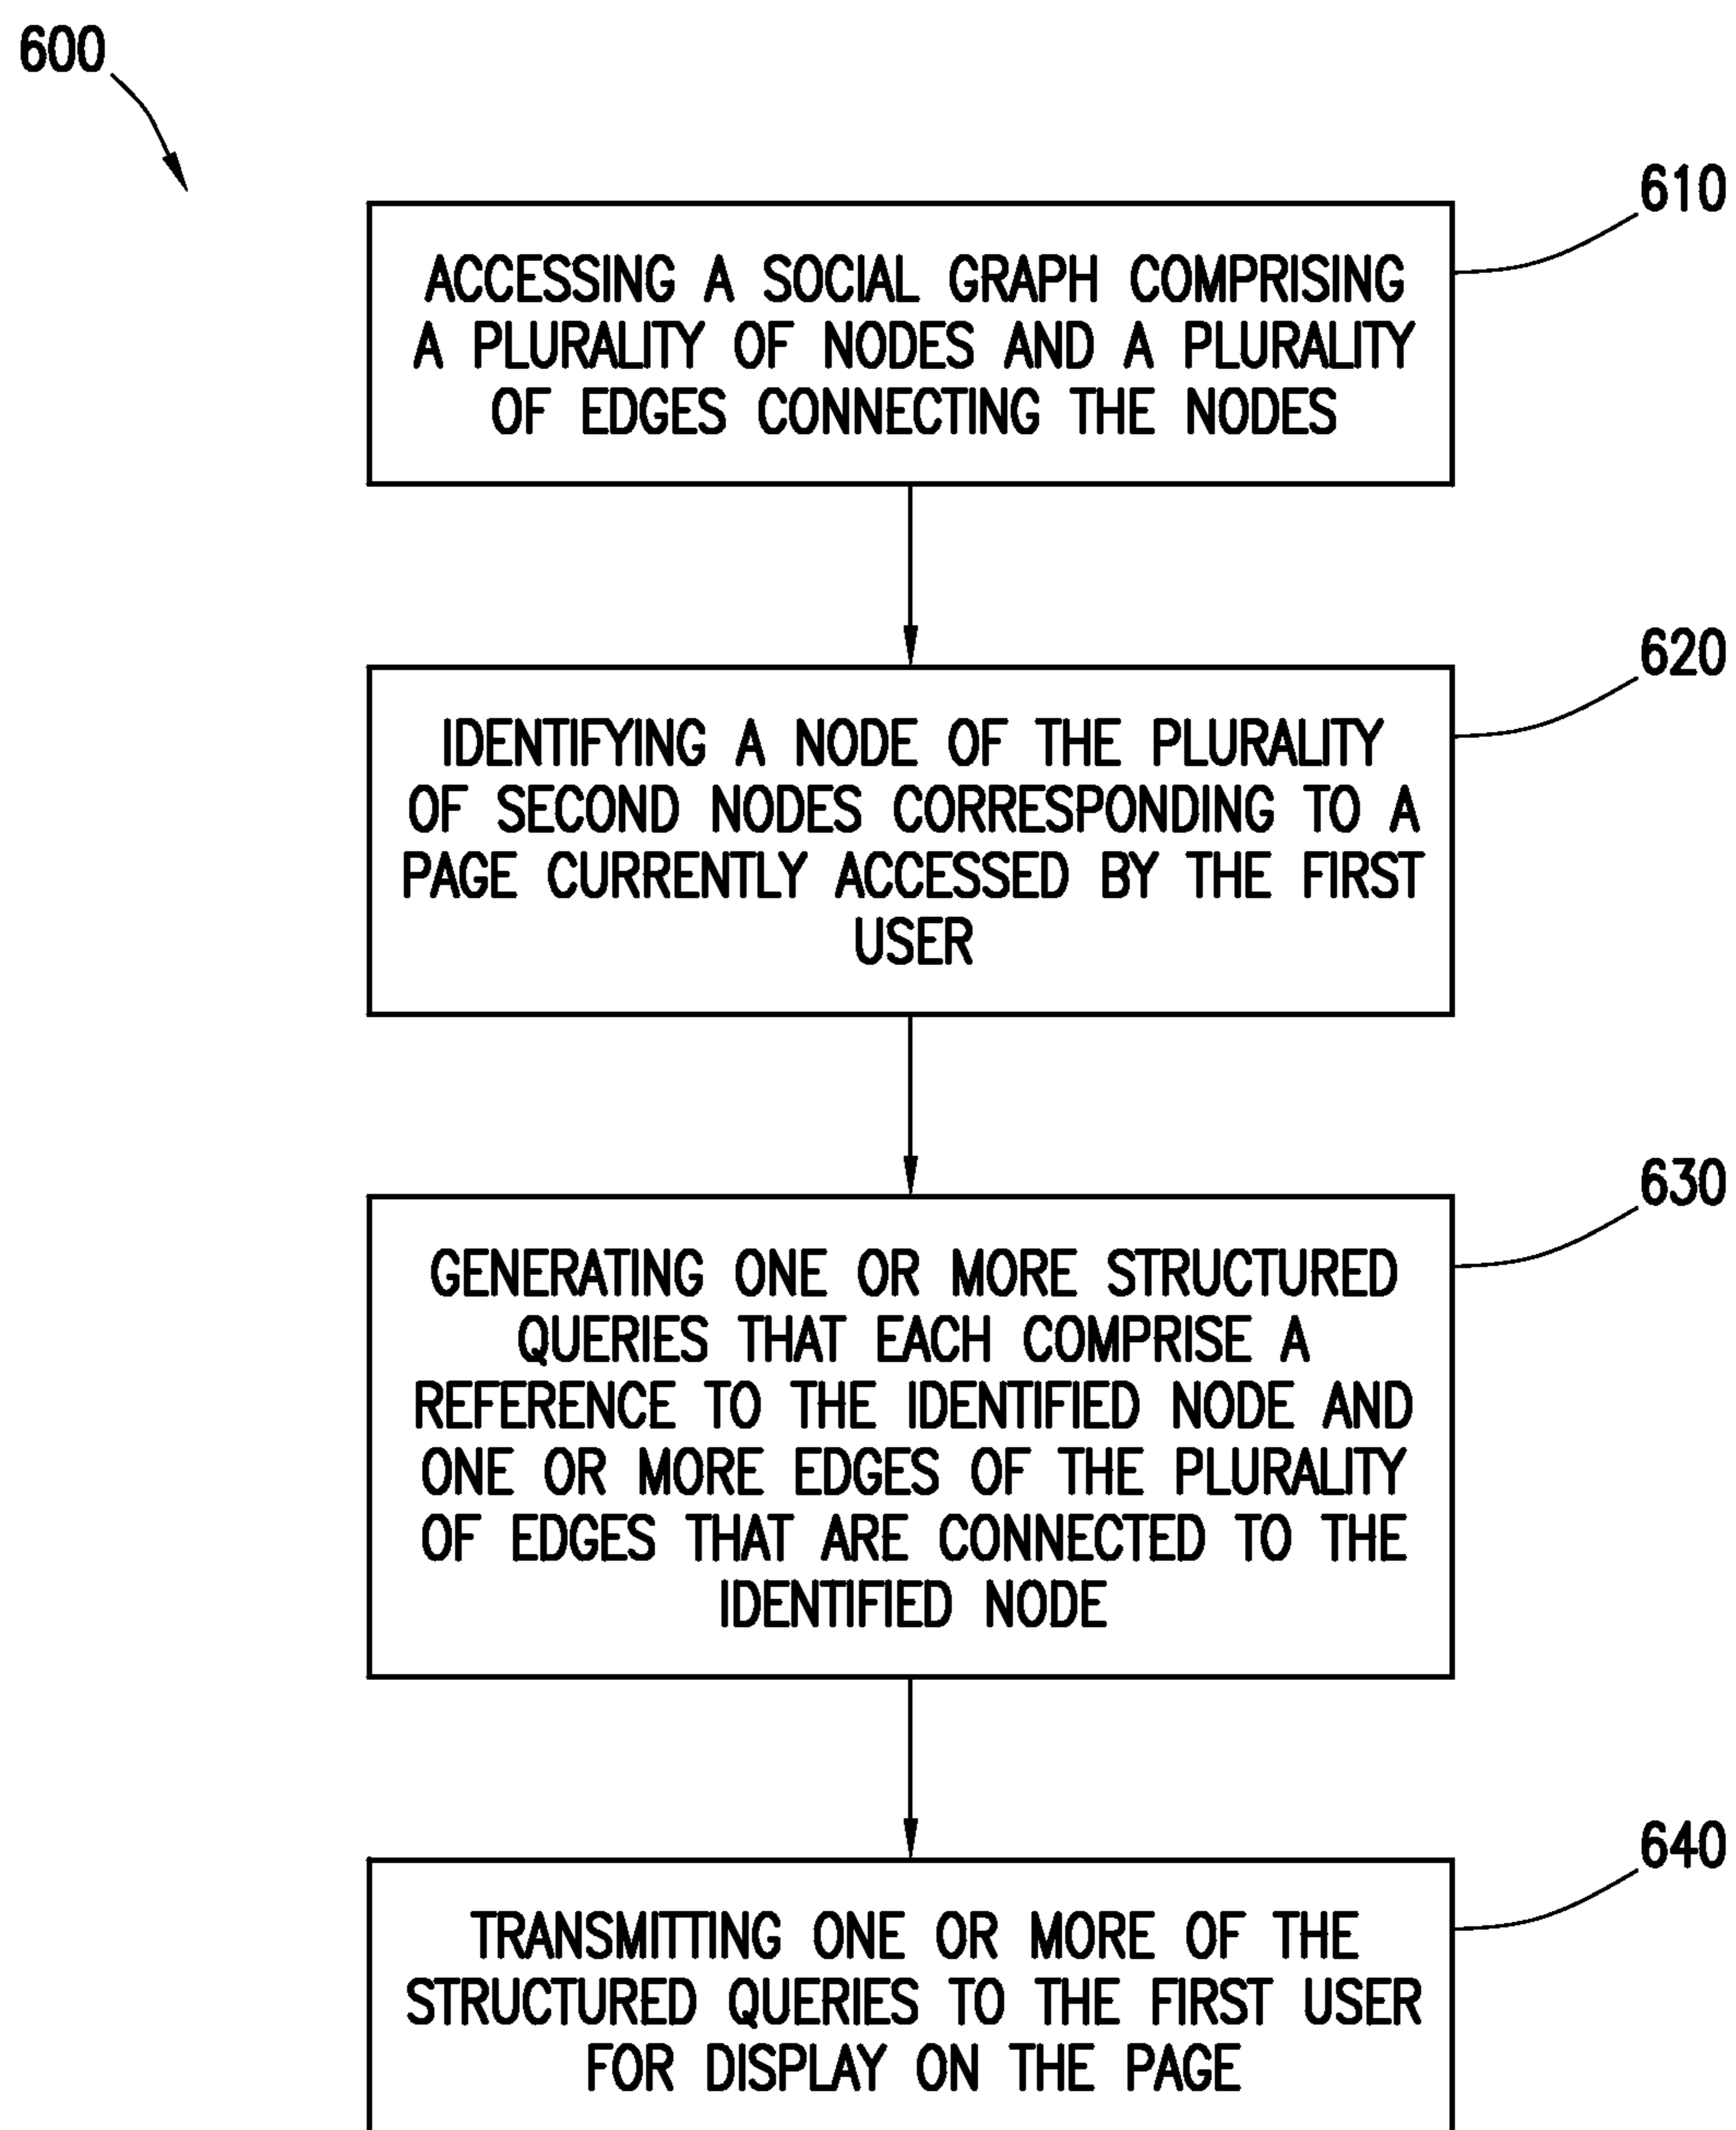 600
610
ACCESSING A SOCIAL GRAPH COMPRISING
A PLURALITY OF NODES AND A PLURALITY
OF EDGES CONNECTING THE NODES
620
IDENTIFYING A NODE OF THE PLURALITY
OF SECOND NODES CORRESPONDING TO A
PAGE CURRENTLY ACCESSED BY THE FIRST
USER
630
GENERATING ONE OR MORE STRUCTURED
QUERIES THAT EACH COMPRISE A
REFERENCE TO THE IDENTIFIED NODE AND
ONE OR MORE EDGES OF THE PLURALITY
OF EDGES THAT ARE CONNECTED TO THE
IDENTIFIED NODE
640
TRANSMITTING ONE OR MORE OF THE
STRUCTURED QUERIES TO THE FIRST USER
FOR DISPLAY ON THE PAGE